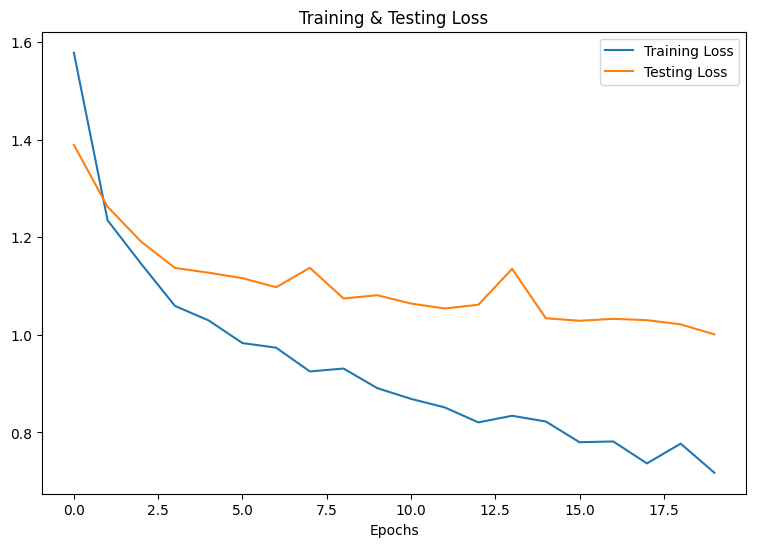 Training & Testing Loss
Training Loss
Testing Loss
1.6
1.4
1.2
1.0
0.8
0.0 2.5 5.0 7.5 10.0 12.5 15.0 17.5
Epochs